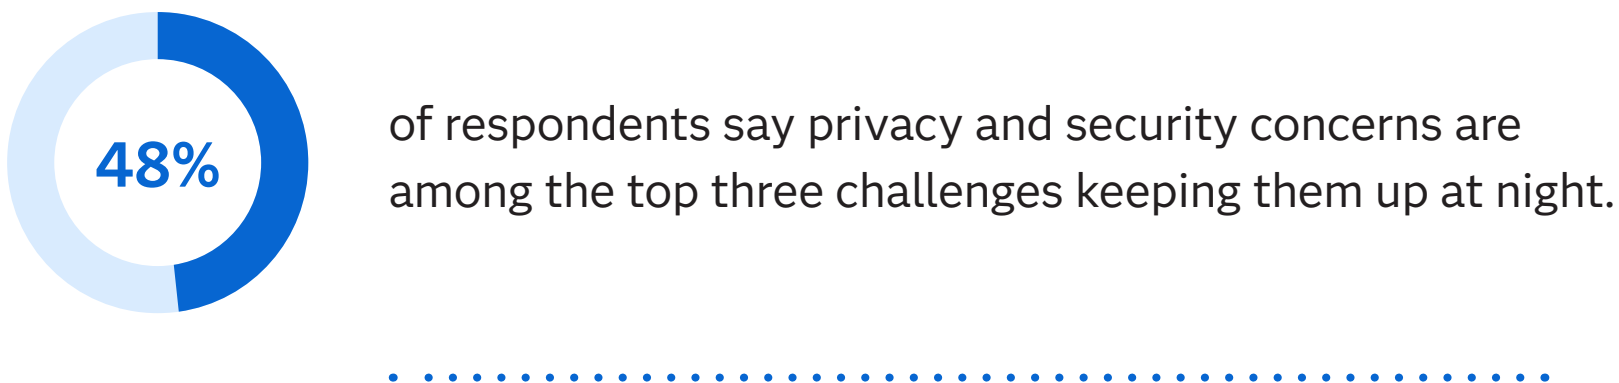 48%
of respondents say privacy and security concerns are
among the top three challenges keeping them up at night.